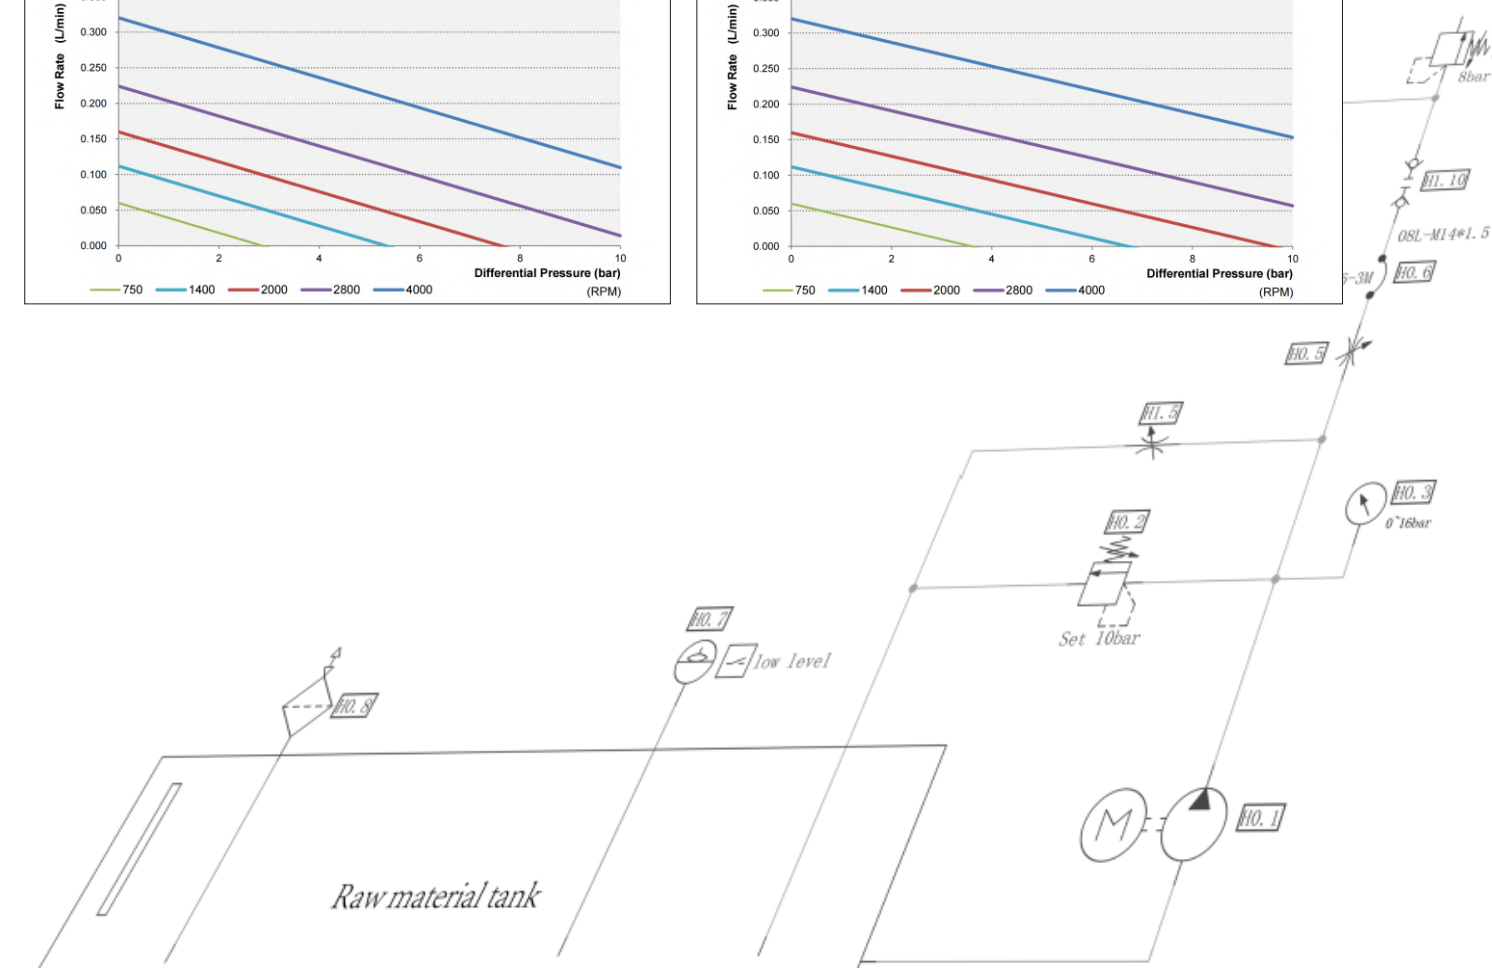 Flow Rate (L/min)
0.300
0.250
0.200
0.150
0.100
0.050
0.000
0 2 4 6 8 10
Differential Pressure (bar)
750 1400 2000 2800 4000 (RPM)
Flow Rate (L/min)
0.300
0.250
0.200
0.150
0.100
0.050
0.000
0 2 4 6 8 10
Differential Pressure (bar)
750 1400 2000 2800 4000 (RPM)
8bar
H1.10
08L-M14*1.5
-3M
H0.6
H0.5
H1.5
H0.3
0~16bar
H0.2
Set 10bar
H0.7
low level
H0.8
M
H0.1
Raw material tank